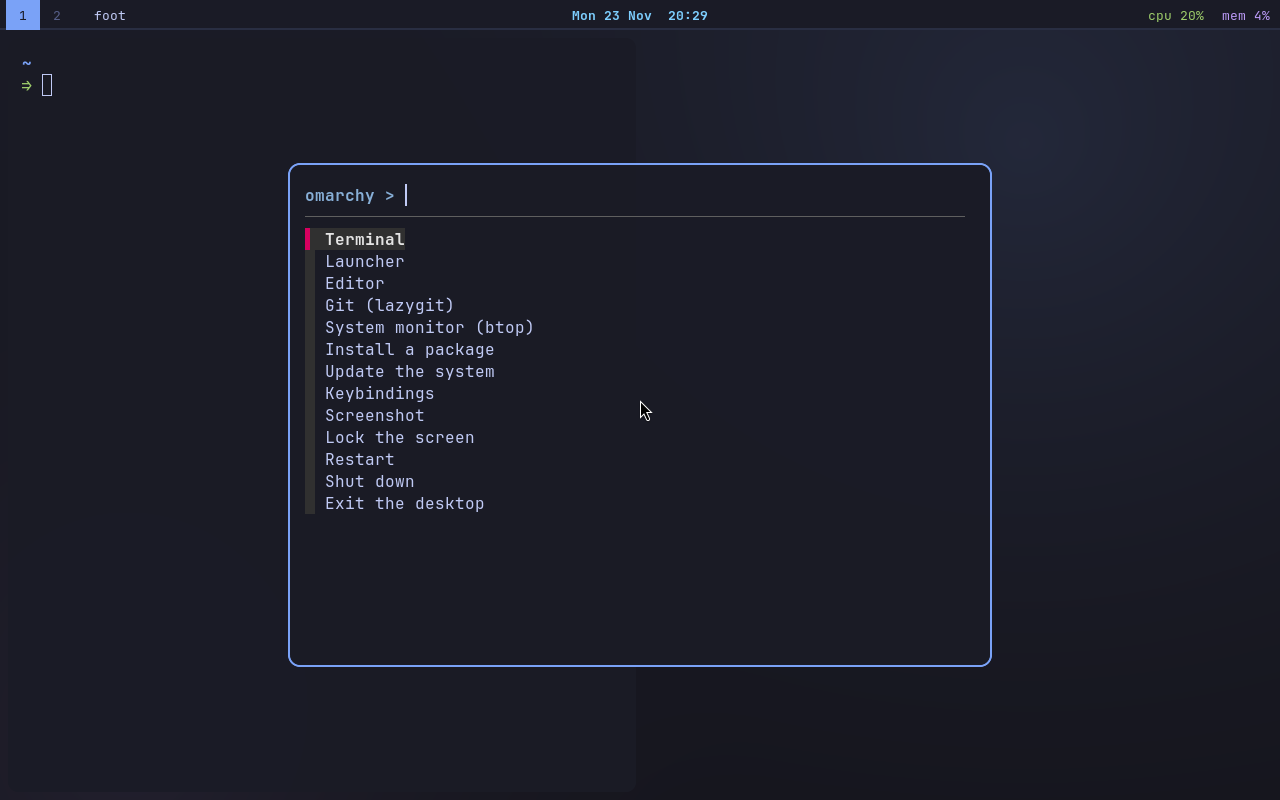 1 2 foot Mon 23 Nov 20:29 cpu 20% mem 4%
~
⇒
omarchy >
Terminal
Launcher
Editor
Git (lazygit)
System monitor (btop)
Install a package
Update the system
Keybindings
Screenshot
Lock the screen
Restart
Shut down
Exit the desktop